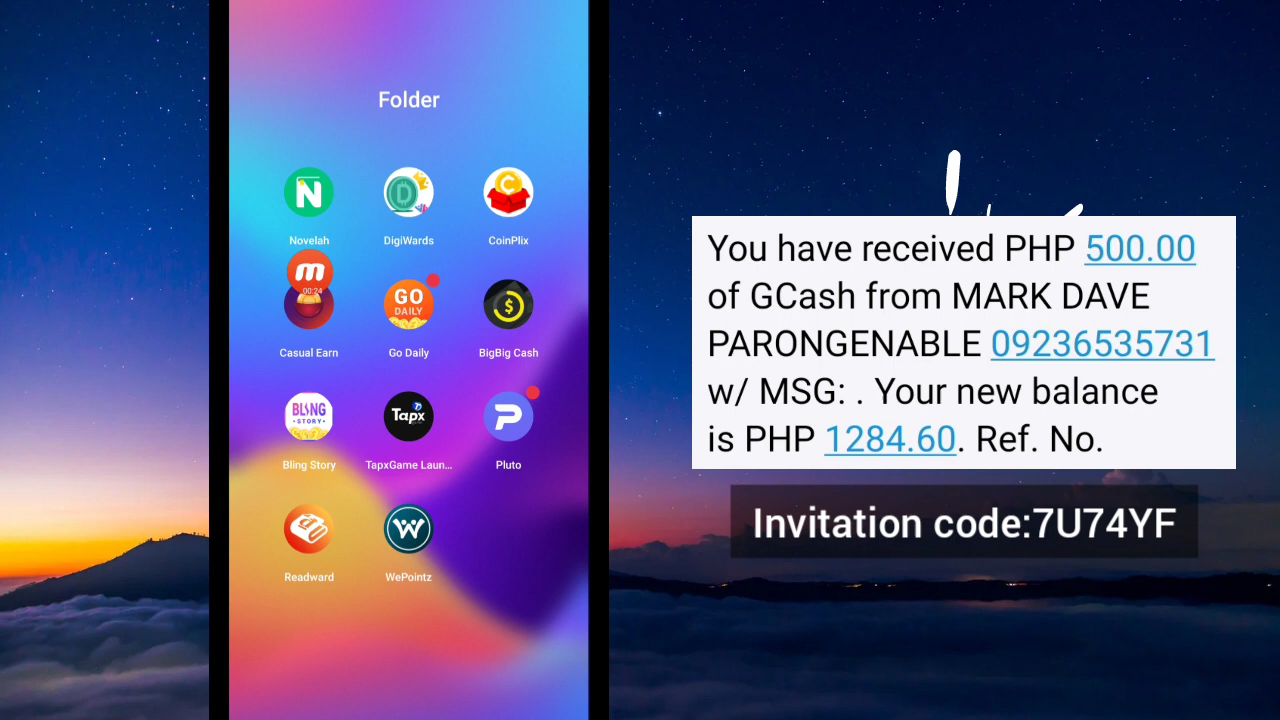 Folder
N
D
C
Novelah
DigiWards
CoinPlix
m
00:24
GO
DAILY
$
Casual Earn
Go Daily
BigBig Cash
BLING
•STORY•
Tapx
P
Bling Story
TapxGame Laun...
Pluto
W
Readward
WePointz
You have received PHP 500.00
of GCash from MARK DAVE
PARONGENABLE 09236535731
w/ MSG: . Your new balance
is PHP 1284.60. Ref. No.
Invitation code:7U74YF